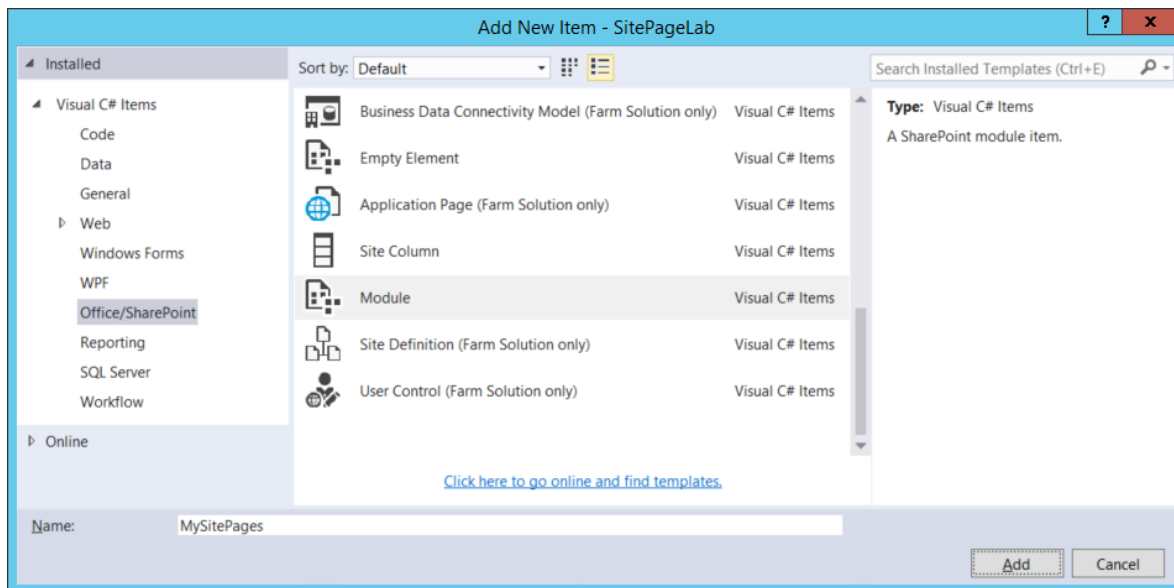 Add New Item - SitePageLab
? x
Installed
Sort by: Default
Search Installed Templates (Ctrl+E)
Visual C# Items
Code
Data
General
Web
Windows Forms
WPF
Office/SharePoint
Reporting
SQL Server
Workflow
Online
Business Data Connectivity Model (Farm Solution only) Visual C# Items
Empty Element Visual C# Items
Application Page (Farm Solution only) Visual C# Items
Site Column Visual C# Items
Module Visual C# Items
Site Definition (Farm Solution only) Visual C# Items
User Control (Farm Solution only) Visual C# Items
Click here to go online and find templates.
Type: Visual C# Items
A SharePoint module item.
Name: MySitePages
Add Cancel